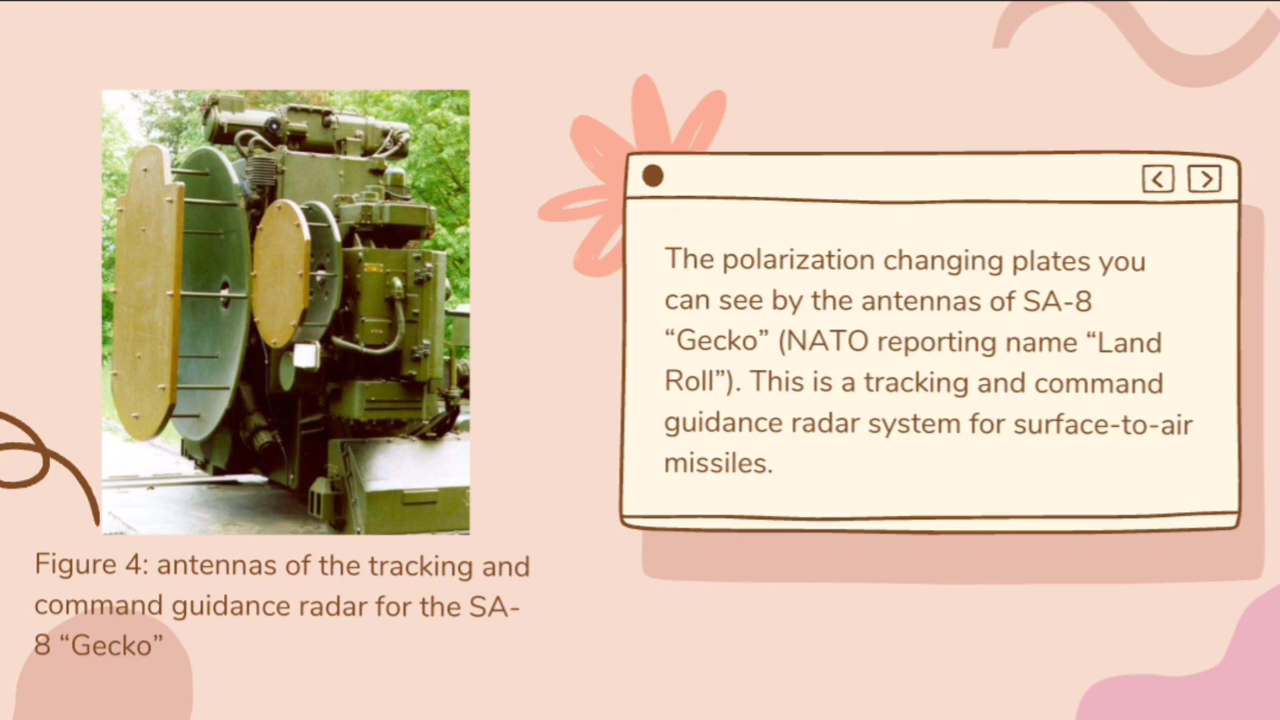 The polarization changing plates you
can see by the antennas of SA-8
“Gecko” (NATO reporting name “Land
Roll”). This is a tracking and command
guidance radar system for surface-to-air
missiles.
Figure 4: antennas of the tracking and
command guidance radar for the SA-
8 “Gecko”